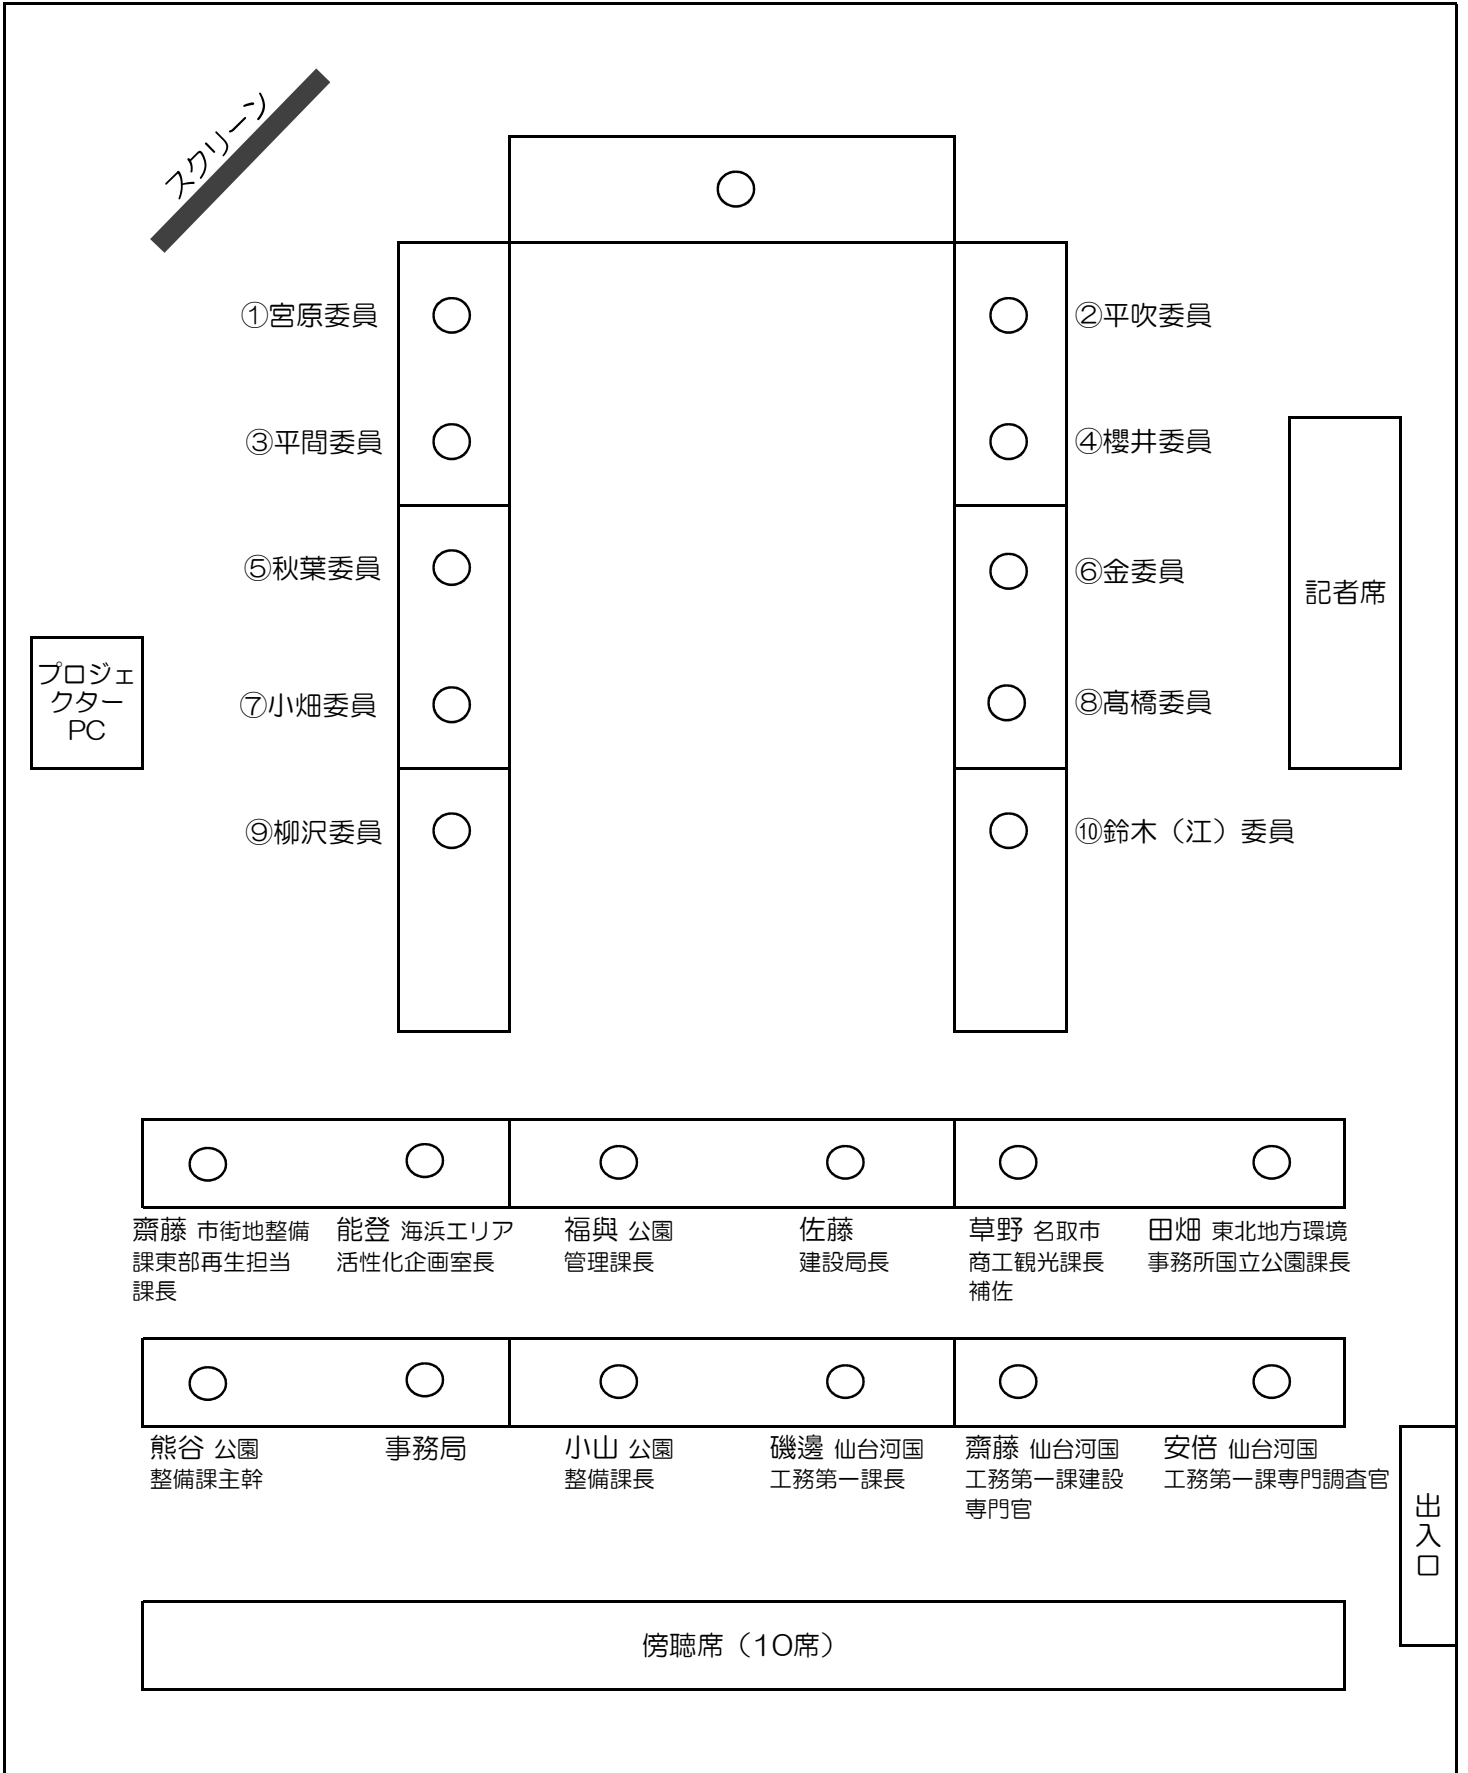 スクリーン
①宮原委員
②平吹委員
③平間委員
④櫻井委員
⑤秋葉委員
⑥金委員
記者席
プロジェ
クター
PC
⑦小畑委員
⑧髙橋委員
⑨柳沢委員
⑩鈴木（江）委員
齋藤 市街地整備
課東部再生担当
課長
能登 海浜エリア
活性化企画室長
福與 公園
管理課長
佐藤
建設局長
草野 名取市
商工観光課長
補佐
田畑 東北地方環境
事務所国立公園課長
熊谷 公園
整備課主幹
事務局
小山 公園
整備課長
磯邊 仙台河国
工務第一課長
齋藤 仙台河国
工務第一課建設
専門官
安倍 仙台河国
工務第一課専門調査官
出入口
傍聴席（10席）